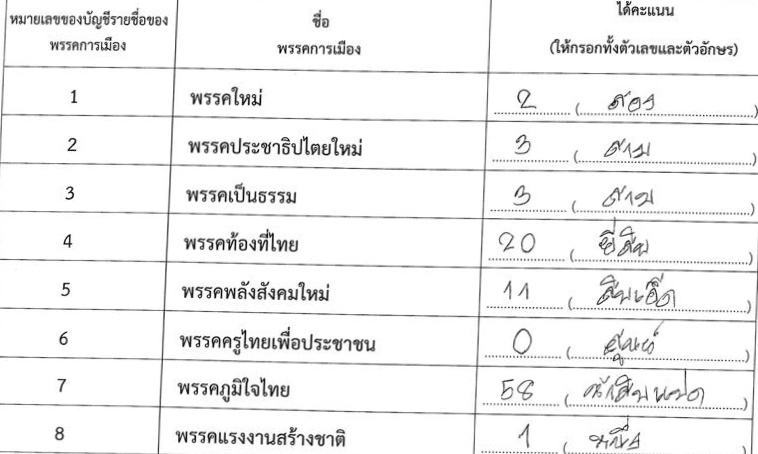 หมายเลขของบัญชีรายชื่อของ
พรรคการเมือง
ชื่อ
พรรคการเมือง
ได้คะแนน
(ให้กรอกทั้งตัวเลขและตัวอักษร)
1 พรรคใหม่ 2 (สอง)
2 พรรคประชาธิปไตยใหม่ 3 (สาม)
3 พรรคเป็นธรรม 3 (สาม)
4 พรรคท้องที่ไทย 20 (ยี่สิบ)
5 พรรคพลังสังคมใหม่ 11 (สิบเอ็ด)
6 พรรคครูไทยเพื่อประชาชน 0 (ศูนย์)
7 พรรคภูมิใจไทย 58 (ห้าสิบแปด)
8 พรรคแรงงานสร้างชาติ 1 (หนึ่ง)